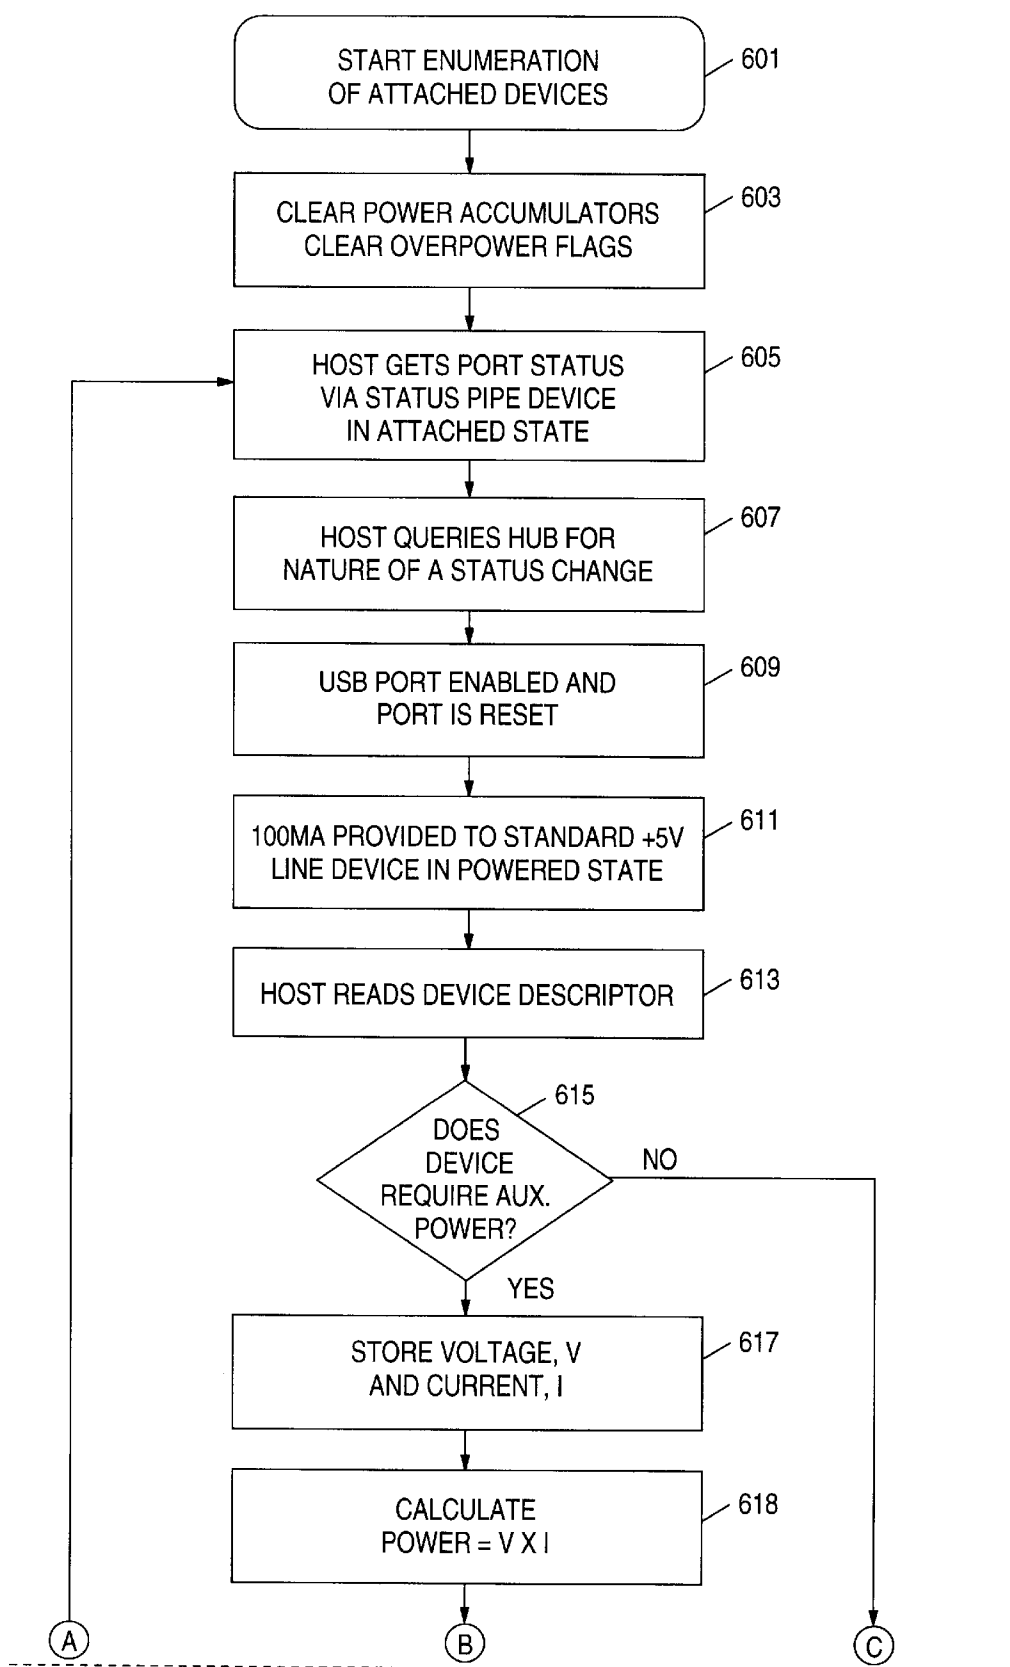 START ENUMERATION
OF ATTACHED DEVICES
601
CLEAR POWER ACCUMULATORS
CLEAR OVERPOWER FLAGS
603
HOST GETS PORT STATUS
VIA STATUS PIPE DEVICE
IN ATTACHED STATE
605
HOST QUERIES HUB FOR
NATURE OF A STATUS CHANGE
607
USB PORT ENABLED AND
PORT IS RESET
609
100MA PROVIDED TO STANDARD +5V
LINE DEVICE IN POWERED STATE
611
HOST READS DEVICE DESCRIPTOR
613
DOES
DEVICE
REQUIRE AUX.
POWER?
615
NO
YES
STORE VOLTAGE, V
AND CURRENT, I
617
CALCULATE
POWER = V X I
618
A
B
C